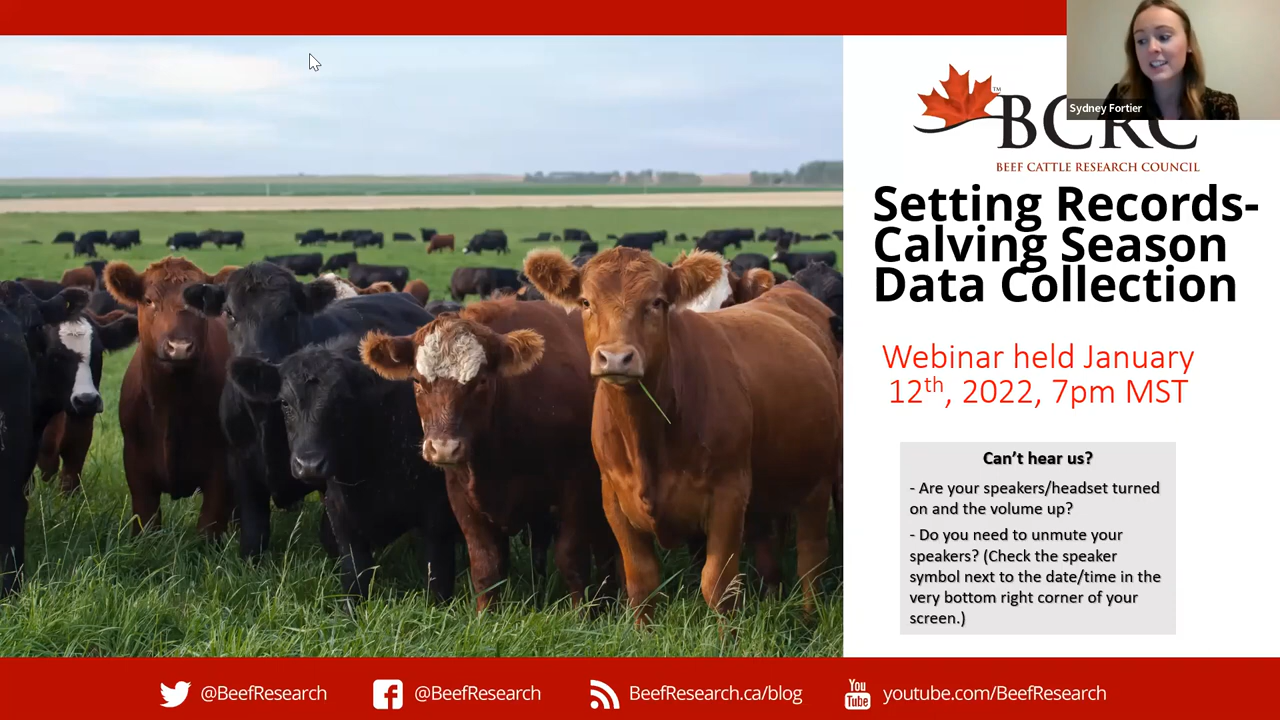 Sydney Fortier
BCRC
™
BEEF CATTLE RESEARCH COUNCIL
Setting Records-
Calving Season
Data Collection
Webinar held January
12th, 2022, 7pm MST
Can't hear us?
- Are your speakers/headset turned
on and the volume up?
- Do you need to unmute your
speakers? (Check the speaker
symbol next to the date/time in the
very bottom right corner of your
screen.)
@BeefResearch
@BeefResearch
BeefResearch.ca/blog
You
Tube
youtube.com/BeefResearch